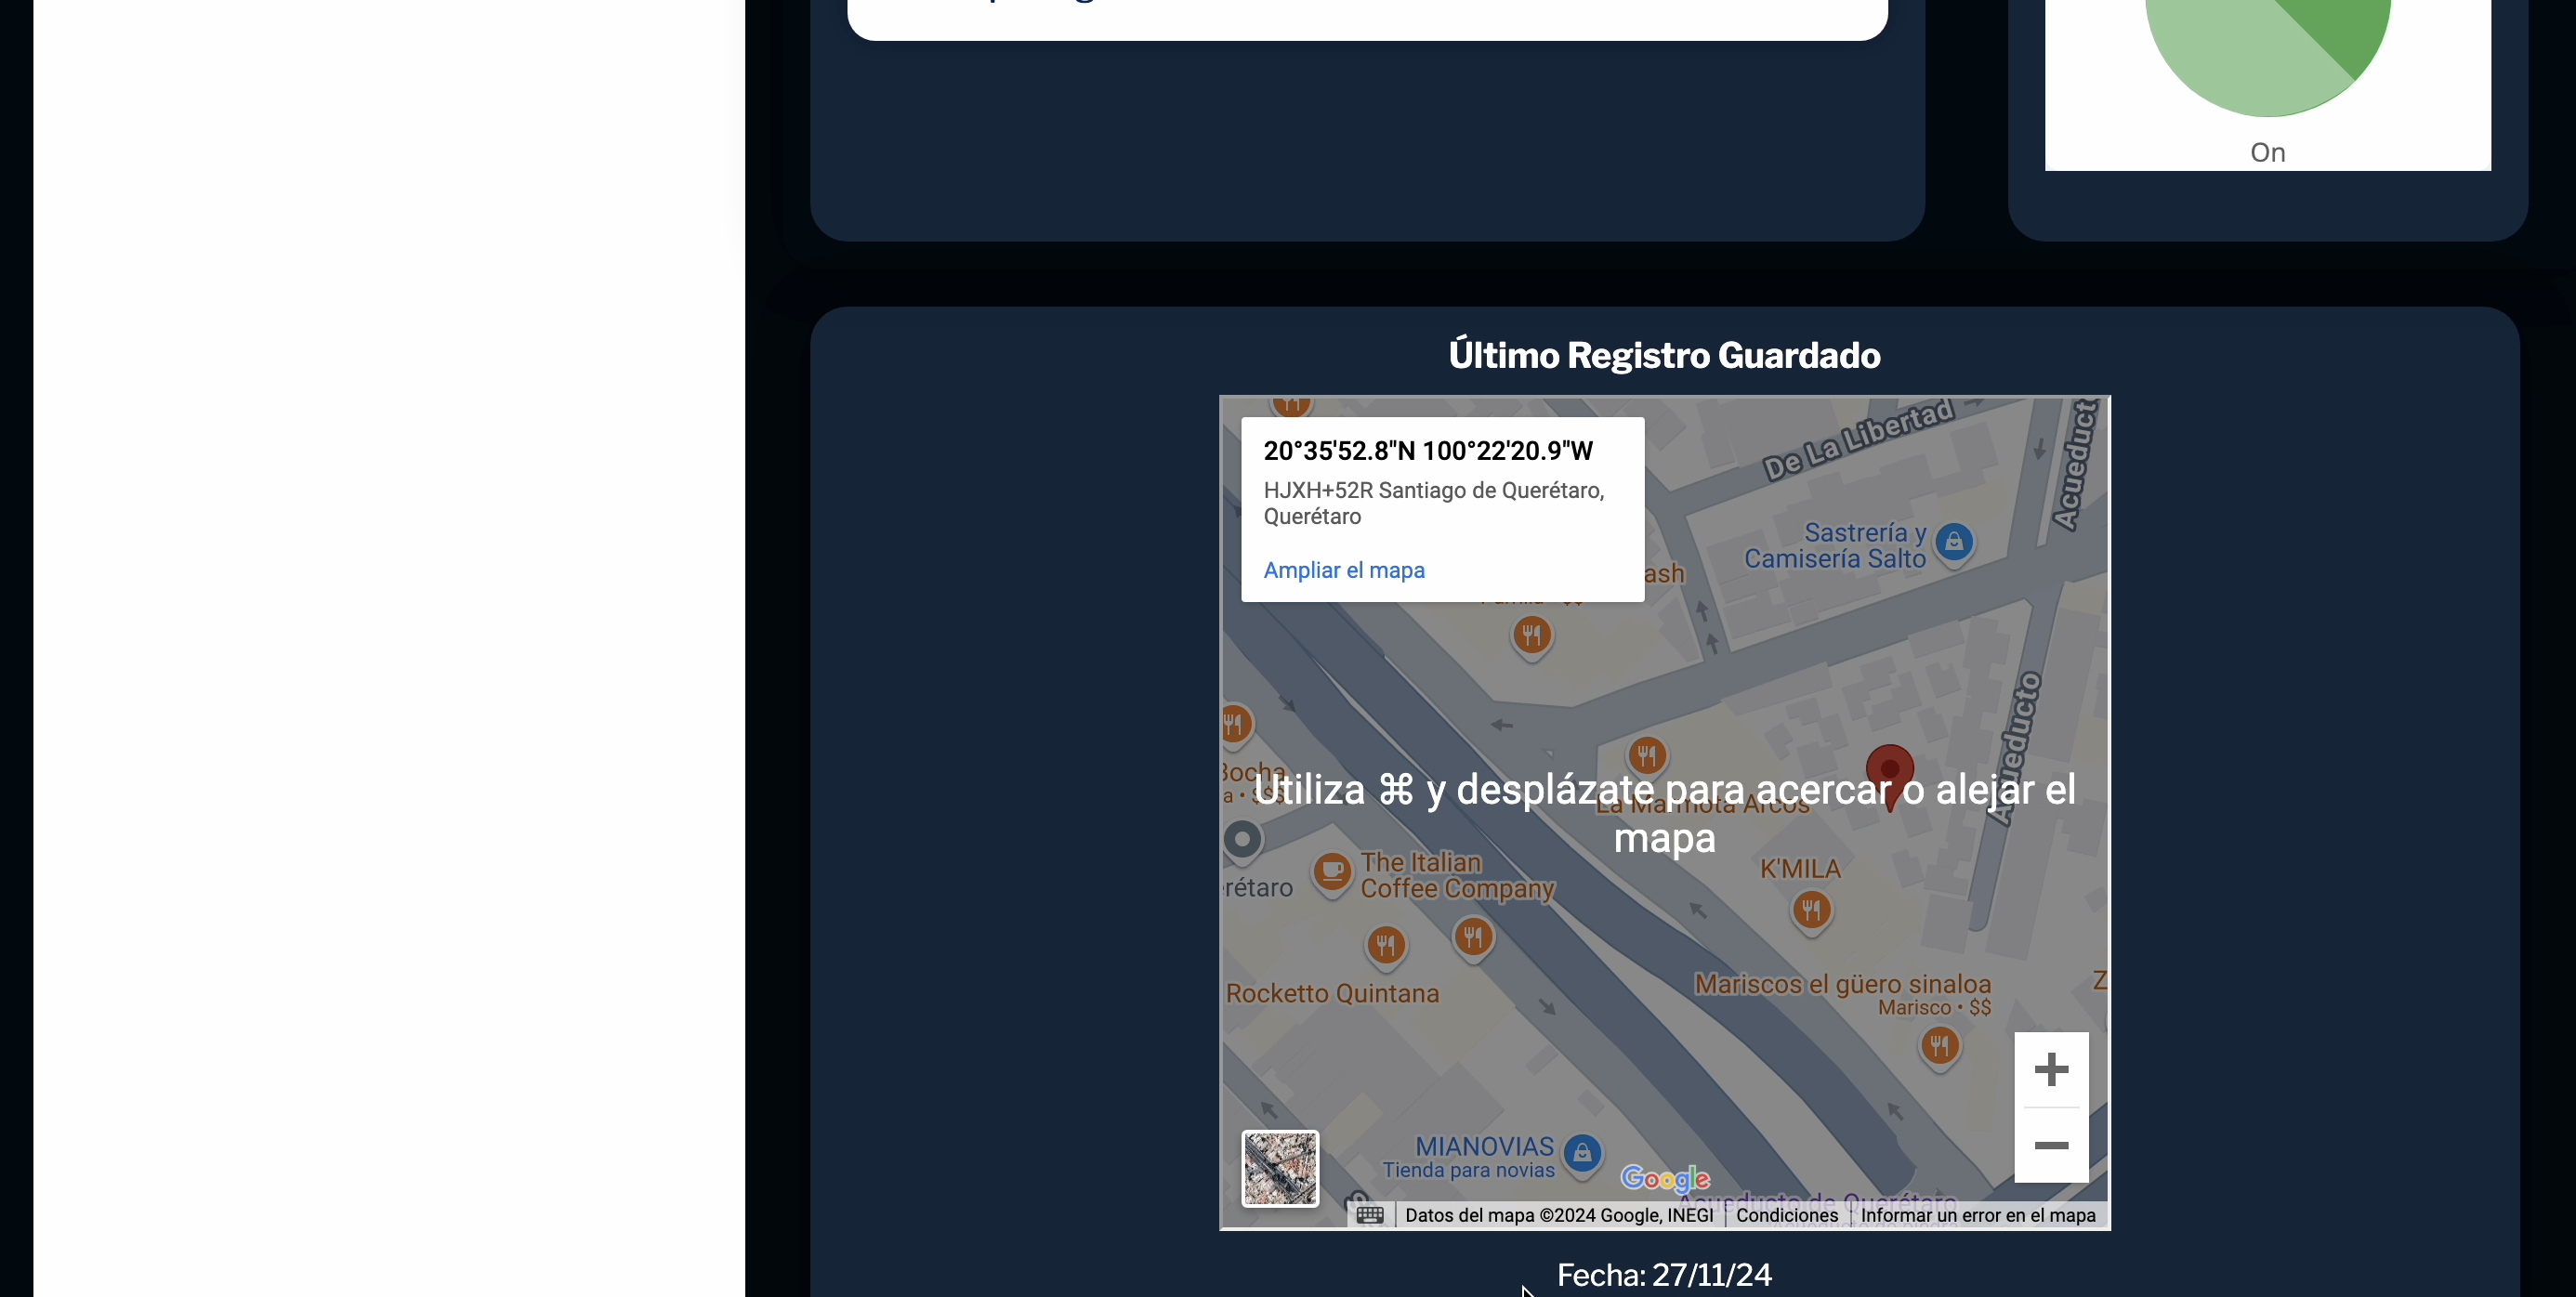 On
Último Registro Guardado
20°35'52.8"N 100°22'20.9"W
HJXH+52R Santiago de Querétaro,
Querétaro
Ampliar el mapa
De La Libertad
Acueduct
Sastrería y
Camisería Salto
ash
Acueducto
Bocha
a • $$$
Utiliza ⌘ y desplázate para acercar o alejar el
mapa
La Marmota Arcos
The Italian
Coffee Company
rétaro
K'MILA
Rocketto Quintana
Mariscos el güero sinaloa
Marisco • $$
Z
MIANOVIAS
Tienda para novias
Google
Acueducto de Querétaro
Datos del mapa ©2024 Google, INEGI
Condiciones
Informar un error en el mapa
Fecha: 27/11/24